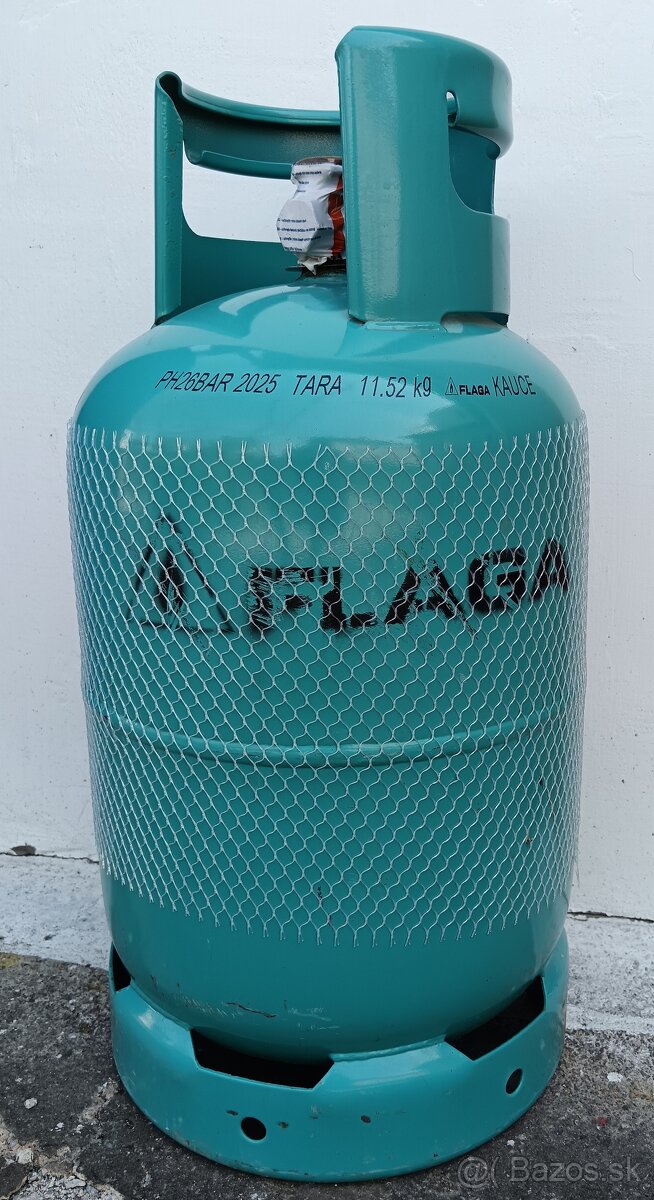 PH26BAR 2025 TARA 11.52 kg FLAGA KAUCE
FLAGA
@( Bazos.sk